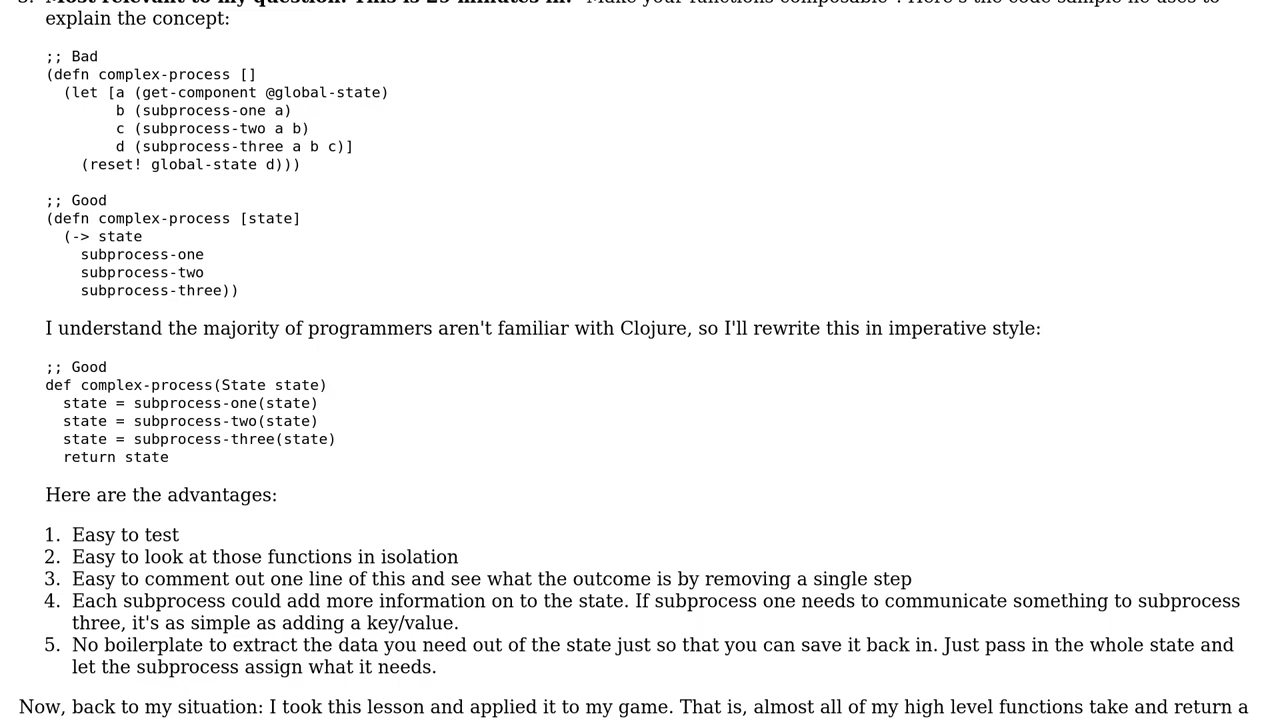 explain the concept:
;; Bad
(defn complex-process []
  (let [a (get-component @global-state)
        b (subprocess-one a)
        c (subprocess-two a b)
        d (subprocess-three a b c)]
    (reset! global-state d)))
;; Good
(defn complex-process [state]
  (-> state
    subprocess-one
    subprocess-two
    subprocess-three))
I understand the majority of programmers aren't familiar with Clojure, so I'll rewrite this in imperative style:
;; Good
def complex-process(State state)
  state = subprocess-one(state)
  state = subprocess-two(state)
  state = subprocess-three(state)
  return state
Here are the advantages:
1. Easy to test
2. Easy to look at those functions in isolation
3. Easy to comment out one line of this and see what the outcome is by removing a single step
4. Each subprocess could add more information on to the state. If subprocess one needs to communicate something to subprocess
three, it's as simple as adding a key/value.
5. No boilerplate to extract the data you need out of the state just so that you can save it back in. Just pass in the whole state and
let the subprocess assign what it needs.
Now, back to my situation: I took this lesson and applied it to my game. That is, almost all of my high level functions take and return a